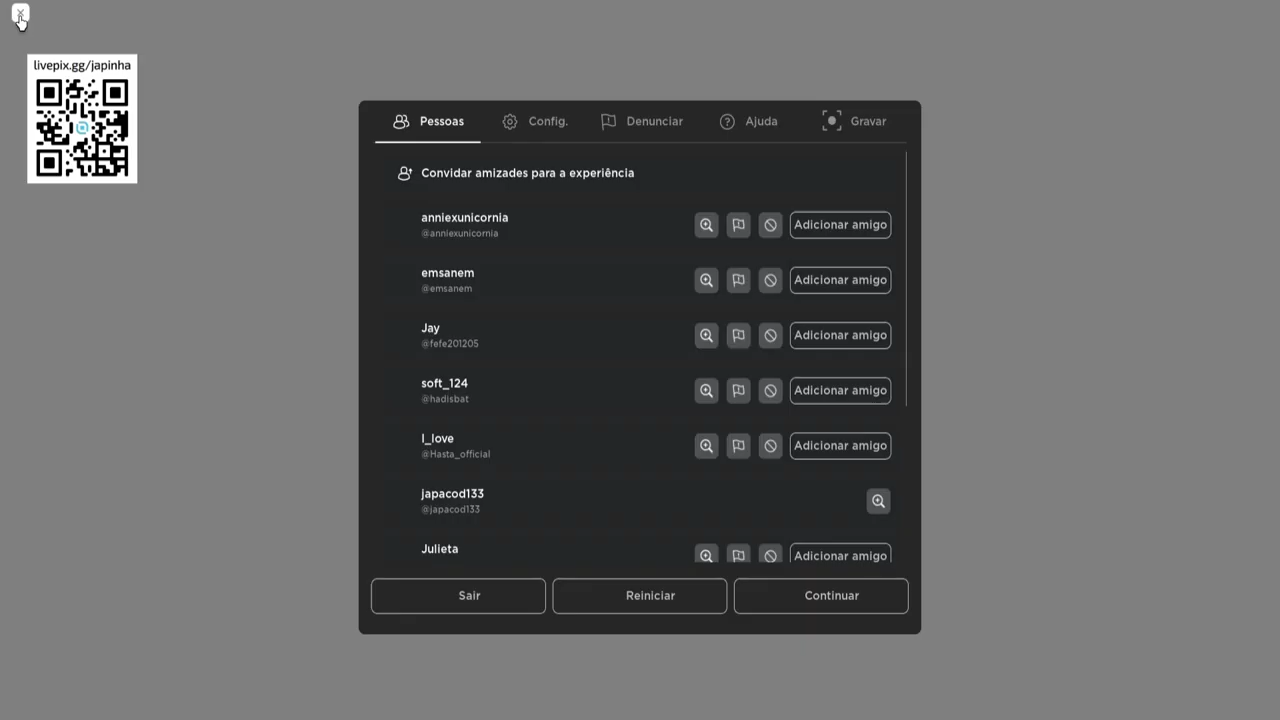 livepix.gg/japinha
Pessoas
Config.
Denunciar
Ajuda
Gravar
Convidar amizades para a experiência
anniexunicornia
@anniexunicornia
Adicionar amigo
emsanem
@emsanem
Adicionar amigo
Jay
@fefe201205
Adicionar amigo
soft_124
@hadisbat
Adicionar amigo
I_love
@Hasta_official
Adicionar amigo
japacod133
@japacod133
Julieta
Adicionar amigo
Sair
Reiniciar
Continuar